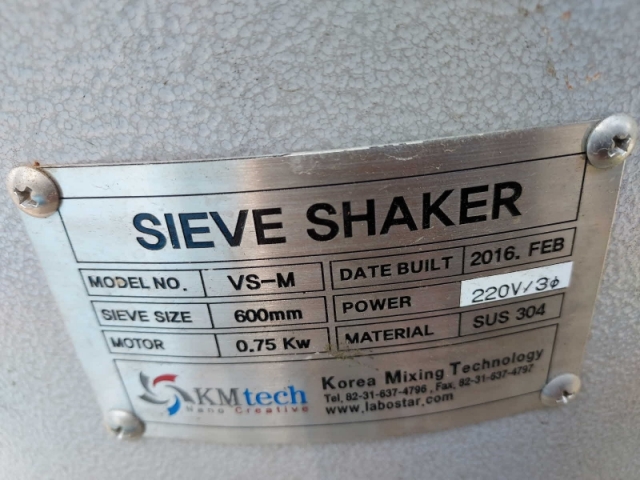 SIEVE SHAKER
MODEL NO. VS-M DATE BUILT 2016. FEB
SIEVE SIZE 600mm POWER 220V/3ϕ
MOTOR 0.75 Kw MATERIAL SUS 304
KMtech Korea Mixing Technology
Nano Creative Tel, 82-31-637-4796, Fax, 82-31-637-4797
www.labostar.com